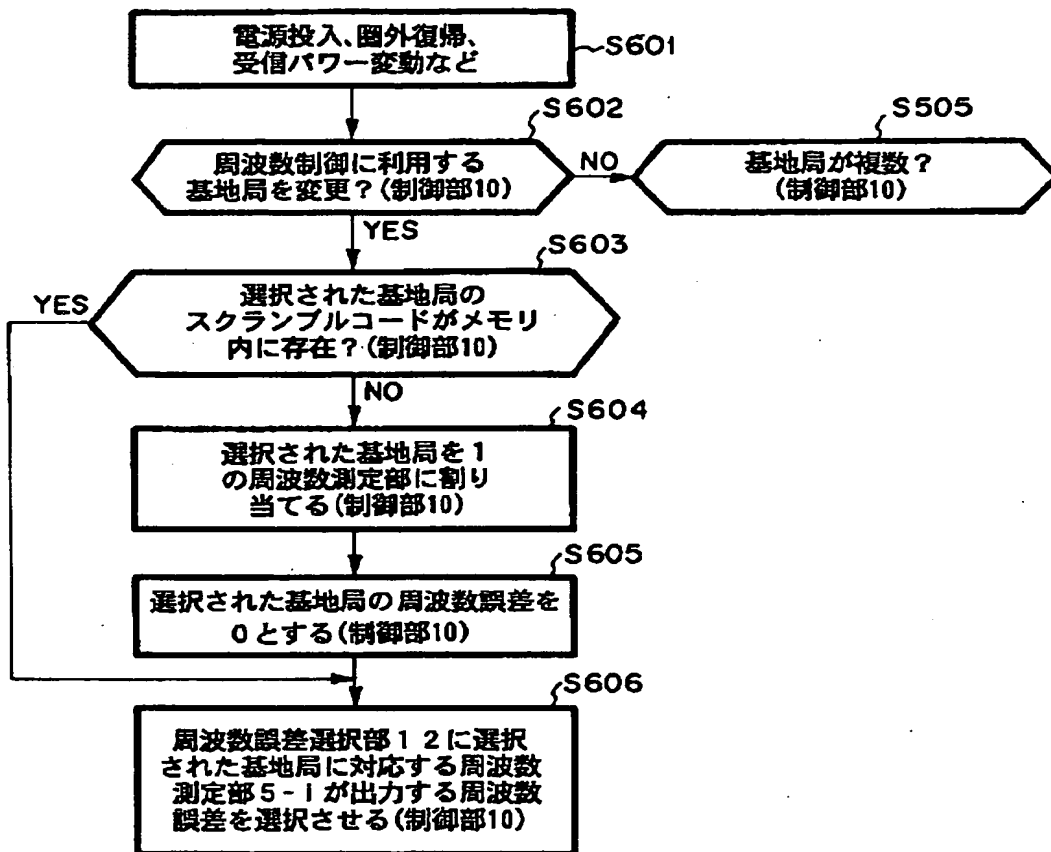 電源投入、圏外復帰、
受信パワー変動など
S601
S602
周波数制御に利用する
基地局を変更?(制御部10)
NO
S505
基地局が複数?
(制御部10)
YES
S603
YES
選択された基地局の
スクランブルコードがメモリ
内に存在?(制御部10)
NO
S604
選択された基地局を1
の周波数測定部に割り
当てる(制御部10)
S605
選択された基地局の周波数誤差を
0とする(制御部10)
S606
周波数誤差選択部12に選択
された基地局に対応する周波数
測定部5-iが出力する周波数
誤差を選択させる(制御部10)